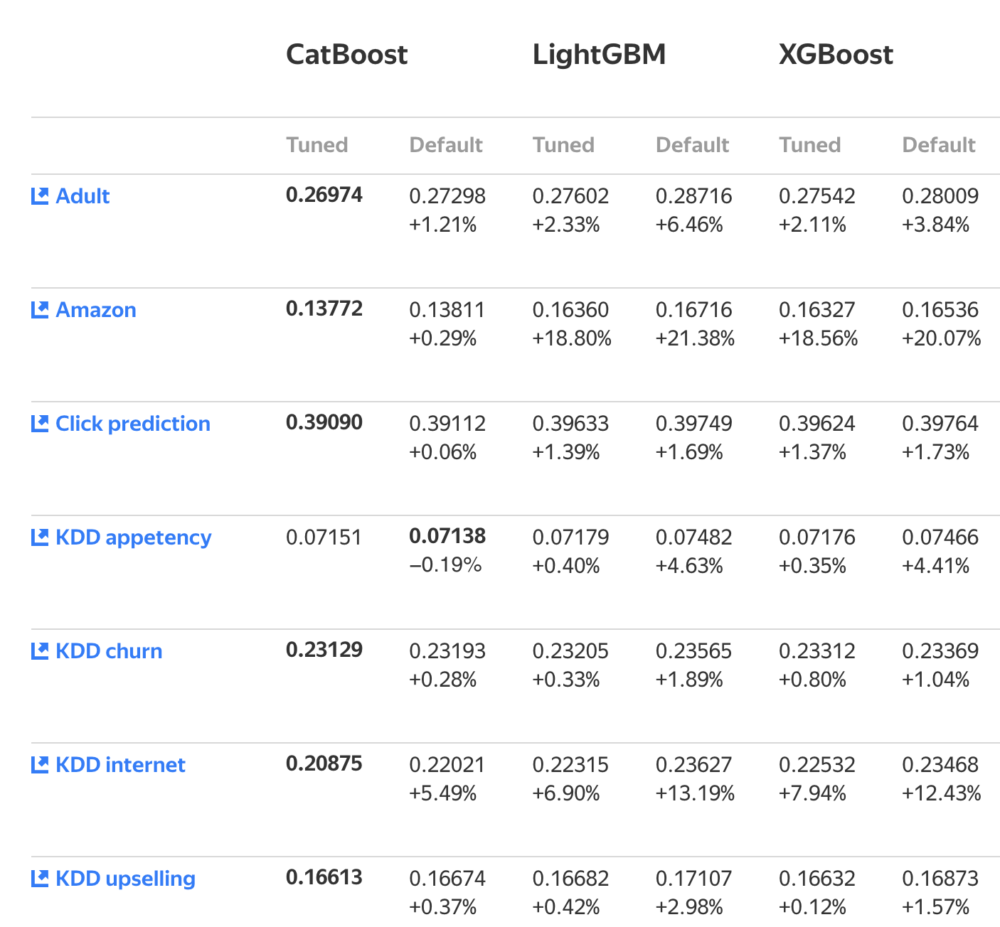 CatBoost LightGBM XGBoost
Tuned Default Tuned Default Tuned Default
Adult 0.26974 0.27298 0.27602 0.28716 0.27542 0.28009
+1.21% +2.33% +6.46% +2.11% +3.84%
Amazon 0.13772 0.13811 0.16360 0.16716 0.16327 0.16536
+0.29% +18.80% +21.38% +18.56% +20.07%
Click prediction 0.39090 0.39112 0.39633 0.39749 0.39624 0.39764
+0.06% +1.39% +1.69% +1.37% +1.73%
KDD appetency 0.07151 0.07138 0.07179 0.07482 0.07176 0.07466
−0.19% +0.40% +4.63% +0.35% +4.41%
KDD churn 0.23129 0.23193 0.23205 0.23565 0.23312 0.23369
+0.28% +0.33% +1.89% +0.80% +1.04%
KDD internet 0.20875 0.22021 0.22315 0.23627 0.22532 0.23468
+5.49% +6.90% +13.19% +7.94% +12.43%
KDD upselling 0.16613 0.16674 0.16682 0.17107 0.16632 0.16873
+0.37% +0.42% +2.98% +0.12% +1.57%